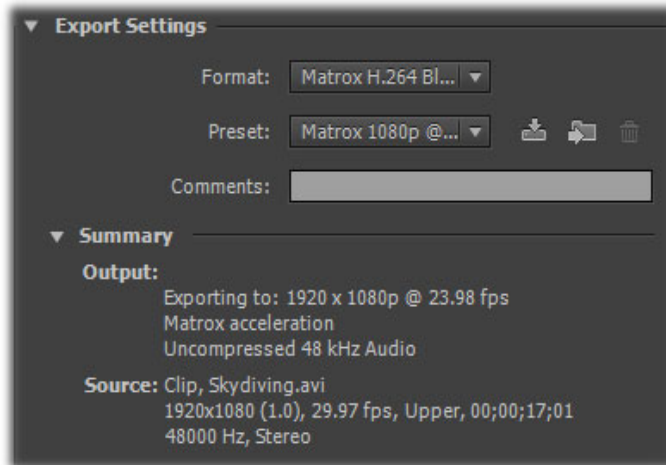 Export Settings
Format: Matrox H.264 Bl...
Preset: Matrox 1080p @...
Comments:
Summary
Output:
Exporting to: 1920 x 1080p @ 23.98 fps
Matrox acceleration
Uncompressed 48 kHz Audio
Source: Clip, Skydiving.avi
1920x1080 (1.0), 29.97 fps, Upper, 00;00;17;01
48000 Hz, Stereo